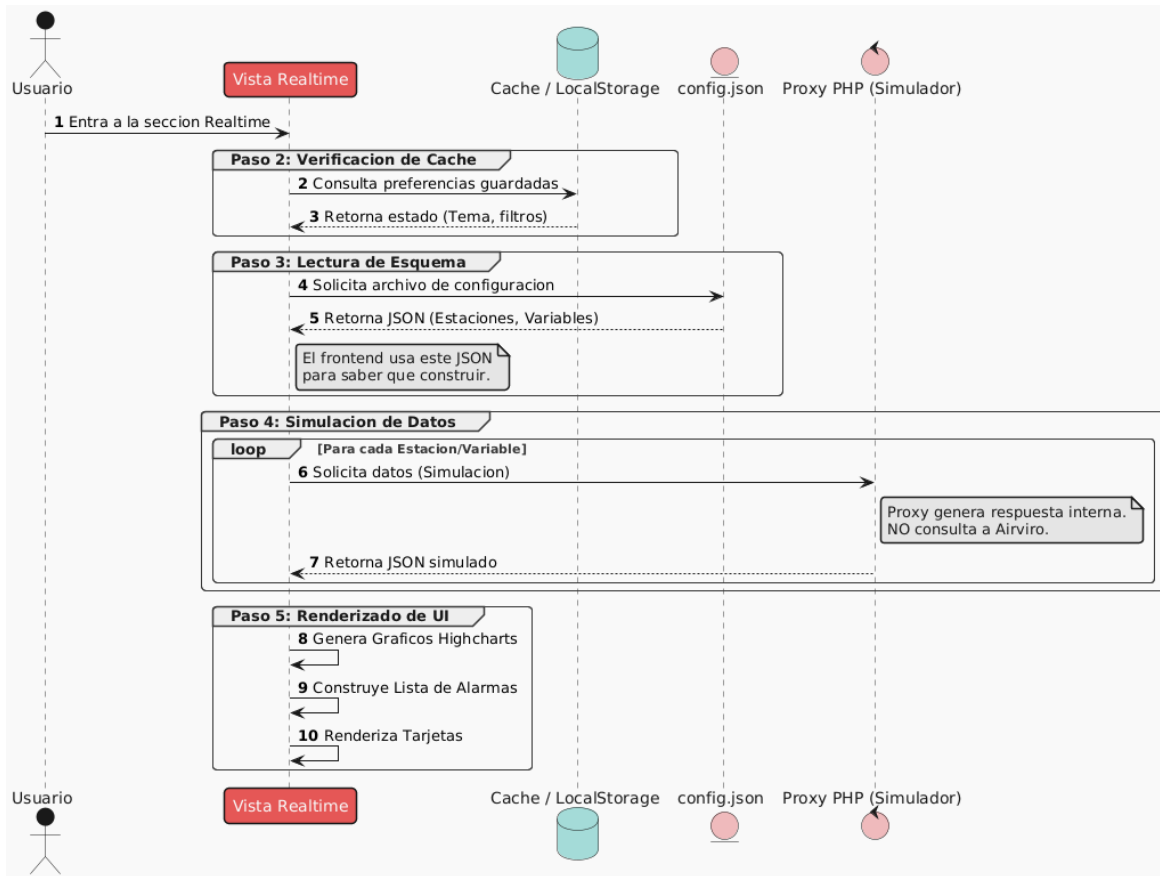 Usuario
Vista Realtime
Cache / LocalStorage
config.json
Proxy PHP (Simulador)
1 Entra a la seccion Realtime
Paso 2: Verificacion de Cache
2 Consulta preferencias guardadas
3 Retorna estado (Tema, filtros)
Paso 3: Lectura de Esquema
4 Solicita archivo de configuracion
5 Retorna JSON (Estaciones, Variables)
El frontend usa este JSON
para saber que construir.
Paso 4: Simulacion de Datos
loop [Para cada Estacion/Variable]
6 Solicita datos (Simulacion)
Proxy genera respuesta interna.
NO consulta a Airviro.
7 Retorna JSON simulado
Paso 5: Renderizado de UI
8 Genera Graficos Highcharts
9 Construye Lista de Alarmas
10 Renderiza Tarjetas
Usuario
Vista Realtime
Cache / LocalStorage
config.json
Proxy PHP (Simulador)